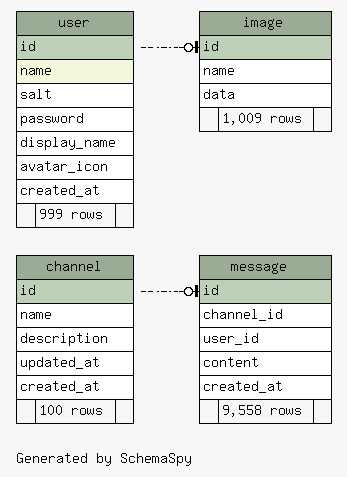 user
id
name
salt
password
display_name
avatar_icon
created_at
999 rows
image
id
name
data
1,009 rows
channel
id
name
description
updated_at
created_at
100 rows
message
id
channel_id
user_id
content
created_at
9,558 rows
Generated by SchemaSpy